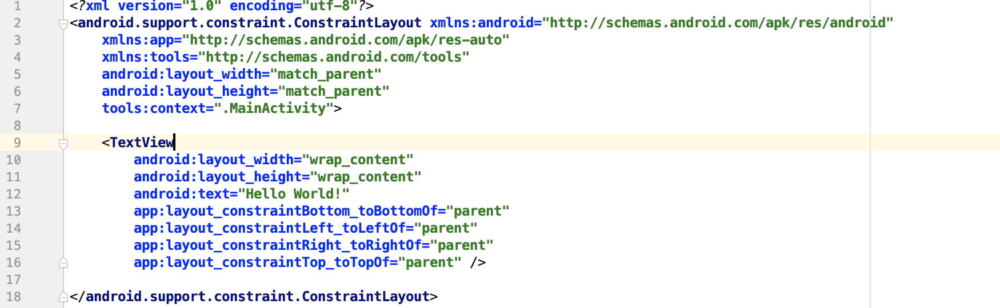 1 <?xml version="1.0" encoding="utf-8"?>
2 <android.support.constraint.ConstraintLayout xmlns:android="http://schemas.android.com/apk/res/android"
3     xmlns:app="http://schemas.android.com/apk/res-auto"
4     xmlns:tools="http://schemas.android.com/tools"
5     android:layout_width="match_parent"
6     android:layout_height="match_parent"
7     tools:context=".MainActivity">
8
9     <TextView
10         android:layout_width="wrap_content"
11         android:layout_height="wrap_content"
12         android:text="Hello World!"
13         app:layout_constraintBottom_toBottomOf="parent"
14         app:layout_constraintLeft_toLeftOf="parent"
15         app:layout_constraintRight_toRightOf="parent"
16         app:layout_constraintTop_toTopOf="parent" />
17
18 </android.support.constraint.ConstraintLayout>